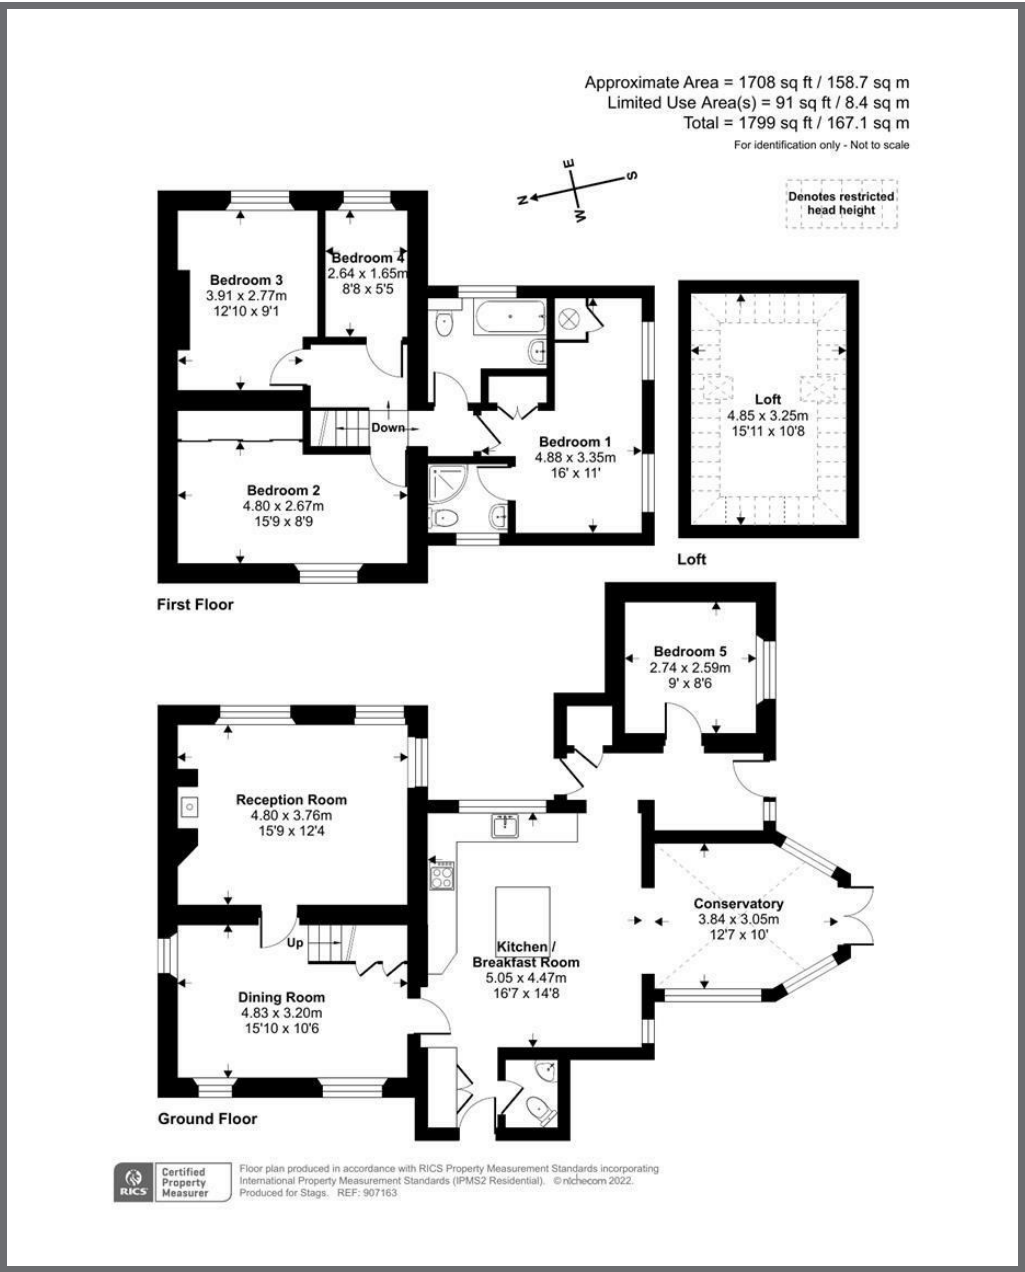 Approximate Area = 1708 sq ft / 158.7 sq m
Limited Use Area(s) = 91 sq ft / 8.4 sq m
Total = 1799 sq ft / 167.1 sq m
For identification only - Not to scale
N
E
S
W
Denotes restricted
head height
Bedroom 3
3.91 x 2.77m
12'10 x 9'1
Bedroom 4
2.64 x 1.65m
8'8 x 5'5
Down
Bedroom 1
4.88 x 3.35m
16' x 11'
Bedroom 2
4.80 x 2.67m
15'9 x 8'9
First Floor
Loft
4.85 x 3.25m
15'11 x 10'8
Loft
Bedroom 5
2.74 x 2.59m
9' x 8'6
Reception Room
4.80 x 3.76m
15'9 x 12'4
Up
Dining Room
4.83 x 3.20m
15'10 x 10'6
Kitchen /
Breakfast Room
5.05 x 4.47m
16'7 x 14'8
Conservatory
3.84 x 3.05m
12'7 x 10'
Ground Floor
RICS
Certified
Property
Measurer
Floor plan produced in accordance with RICS Property Measurement Standards incorporating
International Property Measurement Standards (IPMS2 Residential). © nichecom 2022.
Produced for Stags. REF: 907163